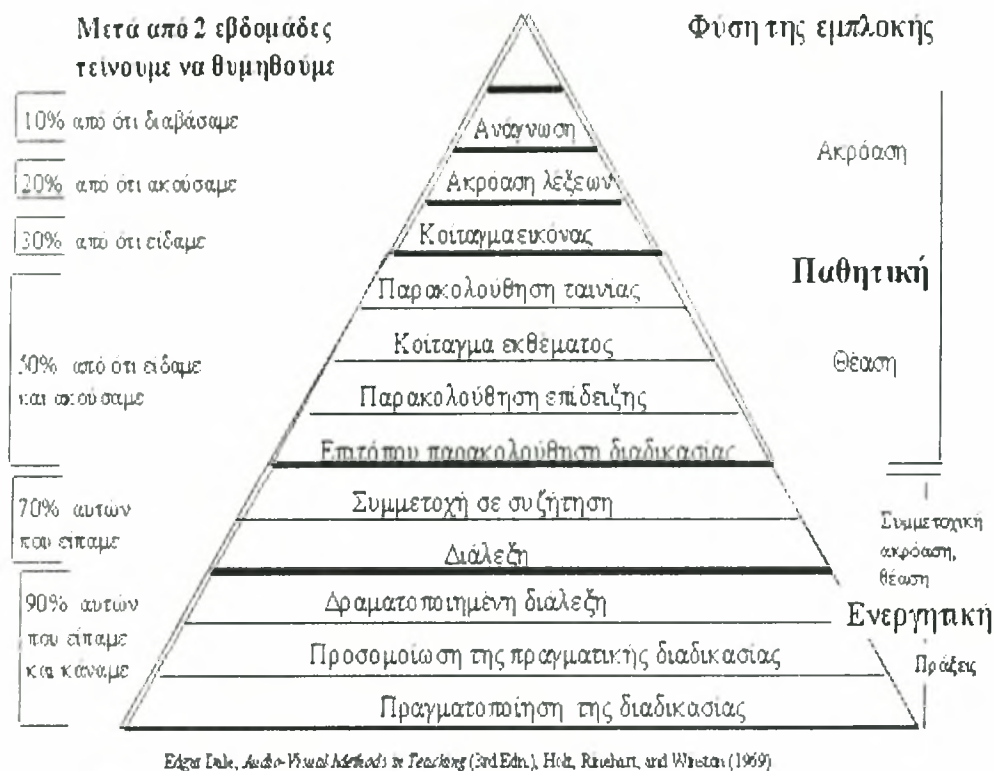 Μετά από 2 εβδομάδες
τείνουμε να θυμηθούμε
Φύση της εμπλοκής
10% από ότι διαβάσαμε
20% από ότι ακούσαμε
30% από ότι είδαμε
50% από ότι είδαμε
και ακούσαμε
70% αυτών
που είπαμε
90% αυτών
που είπαμε
και κάναμε
Ανάγνωση
Ακρόαση λέξεων
Κοίταγμα εικόνας
Παρακολούθηση ταινίας
Κοίταγμα εκθέματος
Παρακολούθηση επίδειξης
Επιτόπου παρακολούθηση διαδικασίας
Συμμετοχή σε συζήτηση
Διάλεξη
Δραματοποιημένη διάλεξη
Προσομοίωση της πραγματικής διαδικασίας
Πραγματοποίηση της διαδικασίας
Ακρόαση
Παθητική
Θέαση
Συμμετοχική
ακρόαση,
θέαση
Ενεργητική
Πράξεις
Edgar Dale, Audio-Visual Methods in Teaching (3rd Edn.), Holt, Rinehart, and Winston (1969)